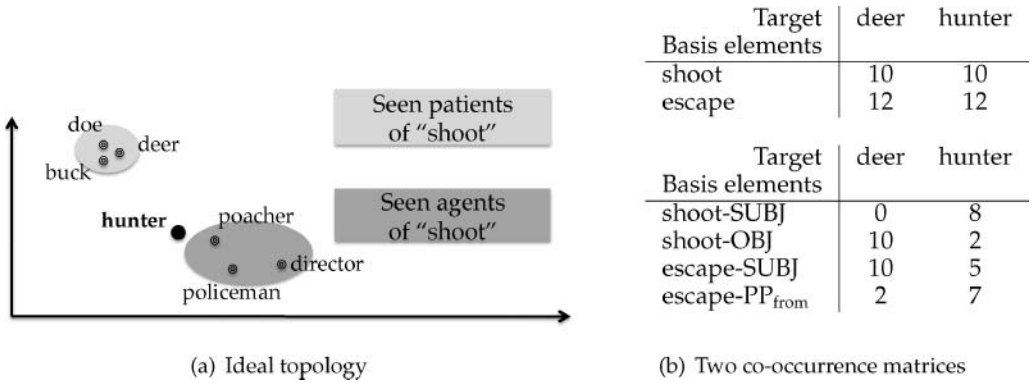 doe
deer
buck
hunter
poacher
director
policeman
Seen patients
of “shoot”
Seen agents
of “shoot”
(a) Ideal topology
Target deer hunter
Basis elements
shoot 10 10
escape 12 12
Target deer hunter
Basis elements
shoot-SUBJ 0 8
shoot-OBJ 10 2
escape-SUBJ 10 5
escape-PPfrom 2 7
(b) Two co-occurrence matrices